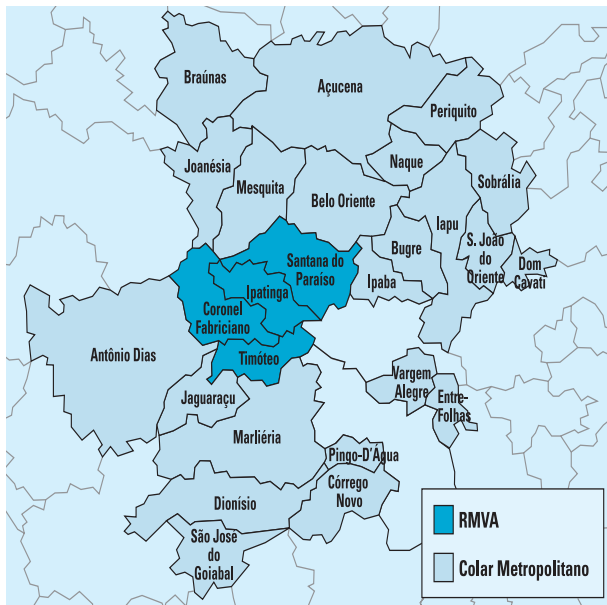 Braúnas
Açucena
Periquito
Joanésia
Mesquita
Naque
Sobrália
Belo Oriente
Iapu
Bugre
S. João
do
Oriente
Dom
Cavati
Ipaba
Santana do
Paraíso
Ipatinga
Coronel
Fabriciano
Timóteo
Antônio Dias
Jaguaraçu
Vargem
Alegre
Entre-
Folhas
Marliéria
Pingo-D'Água
Córrego
Novo
Dionísio
São José
do
Goiabal
RMVA
Colar Metropolitano